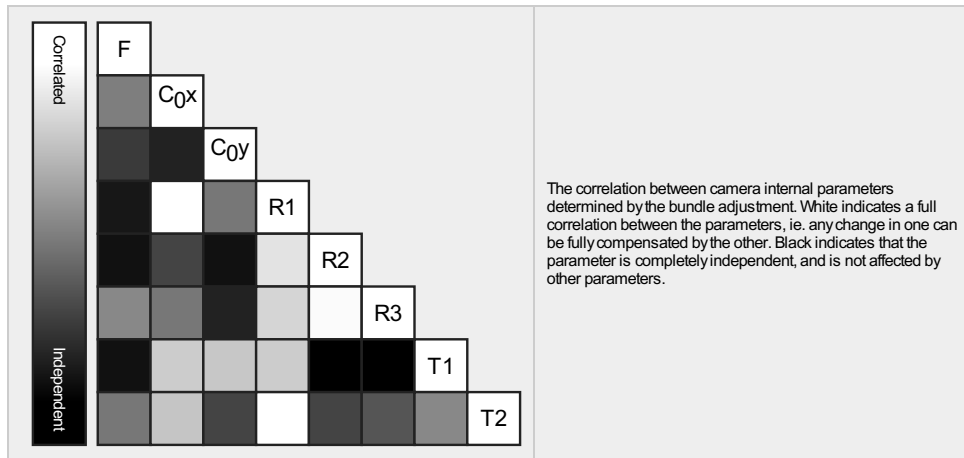 Correlated
Independent
F
C0x
C0y
R1
R2
R3
T1
T2
The correlation between camera internal parameters
determined by the bundle adjustment. White indicates a full
correlation between the parameters, ie. any change in one can
be fully compensated by the other. Black indicates that the
parameter is completely independent, and is not affected by
other parameters.